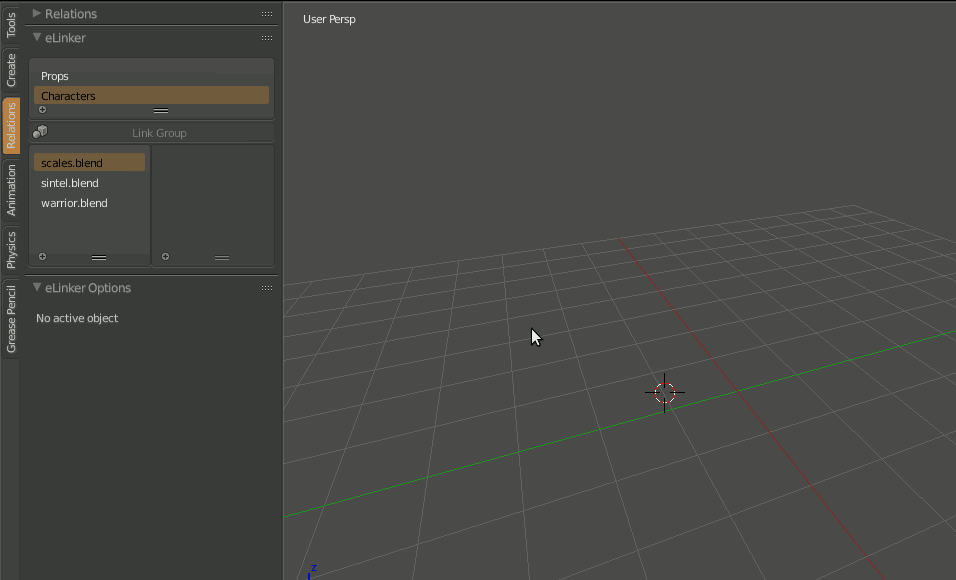 Tools
Create
Relations
Animation
Physics
Grease Pencil
Relations
eLinker
Props
Characters
Link Group
scales.blend
sintel.blend
warrior.blend
eLinker Options
No active object
User Persp
z